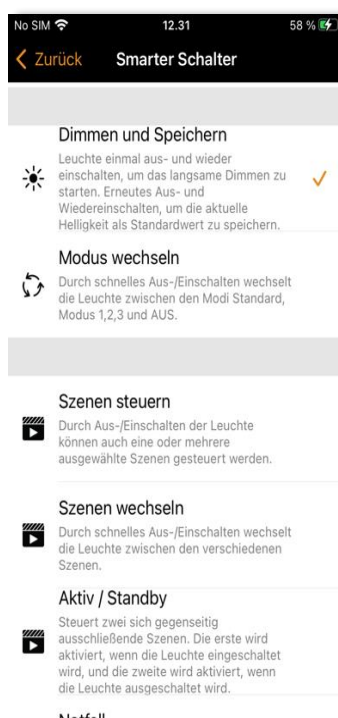 No SIM 12.31 58 %
Zurück Smarter Schalter
Dimmen und Speichern
Leuchte einmal aus- und wieder
einschalten, um das langsame Dimmen zu
starten. Erneutes Aus- und
Wiedereinschalten, um die aktuelle
Helligkeit als Standardwert zu speichern.
Modus wechseln
Durch schnelles Aus-/Einschalten wechselt
die Leuchte zwischen den Modi Standard,
Modus 1,2,3 und AUS.
Szenen steuern
Durch Aus-/Einschalten der Leuchte
können auch eine oder mehrere
ausgewählte Szenen gesteuert werden.
Szenen wechseln
Durch schnelles Aus-/Einschalten wechselt
die Leuchte zwischen den verschiedenen
Szenen.
Aktiv / Standby
Steuert zwei sich gegenseitig
ausschließende Szenen. Die erste wird
aktiviert, wenn die Leuchte eingeschaltet
wird, und die zweite wird aktiviert, wenn
die Leuchte ausgeschaltet wird.
Notfall